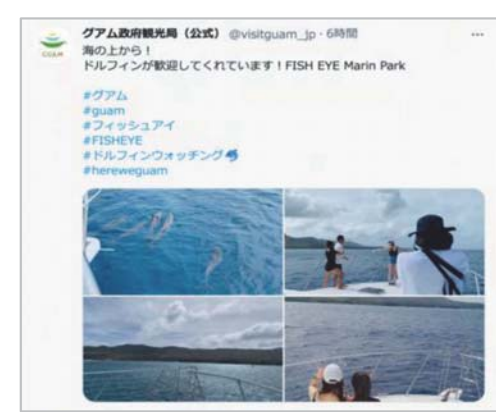 グアム政府観光局（公式） @visitguam_jp・6時間
海の上から！
ドルフィンが歓迎してくれています！FISH EYE Marin Park
#グアム
#guam
#フィッシュアイ
#FISHEYE
#ドルフィンウォッチング🐬
#hereweguam